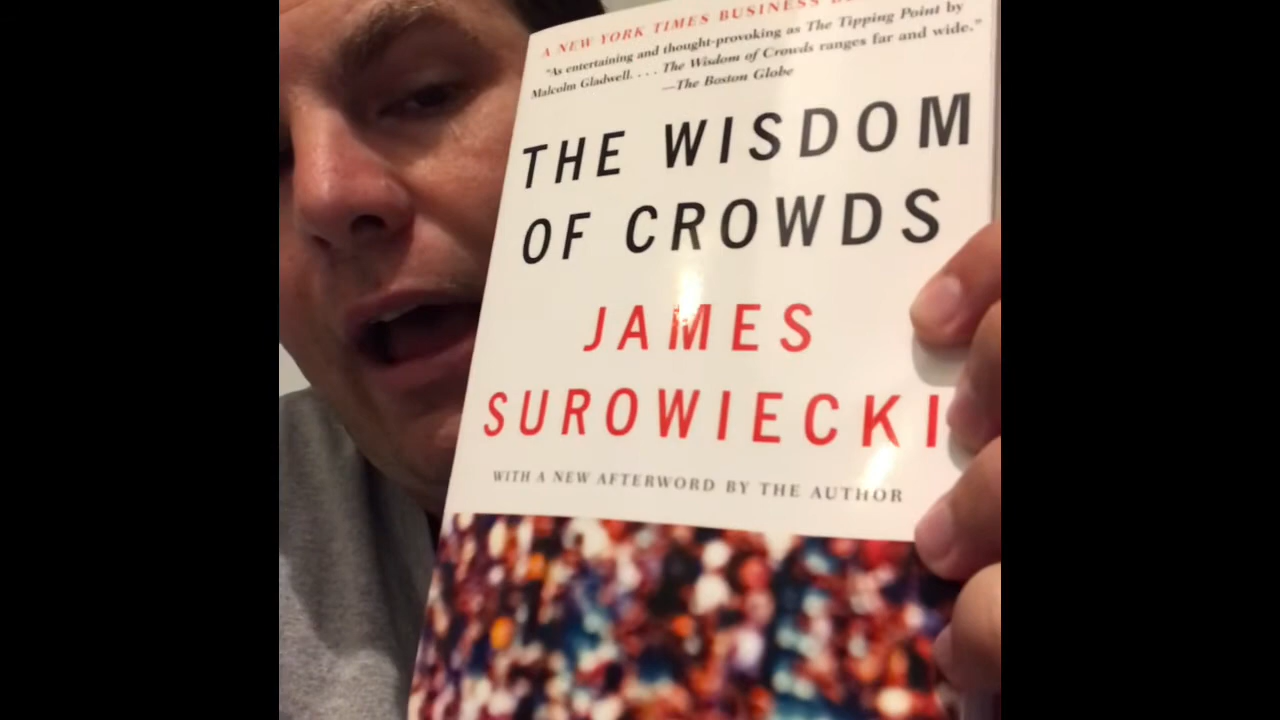 A NEW YORK TIMES BUSINESS
"As entertaining and thought-provoking as The Tipping Point by
Malcolm Gladwell. . . . The Wisdom of Crowds ranges far and wide."
—The Boston Globe
THE WISDOM
OF CROWDS
JAMES
SUROWIECKI
WITH A NEW AFTERWORD BY THE AUTHOR